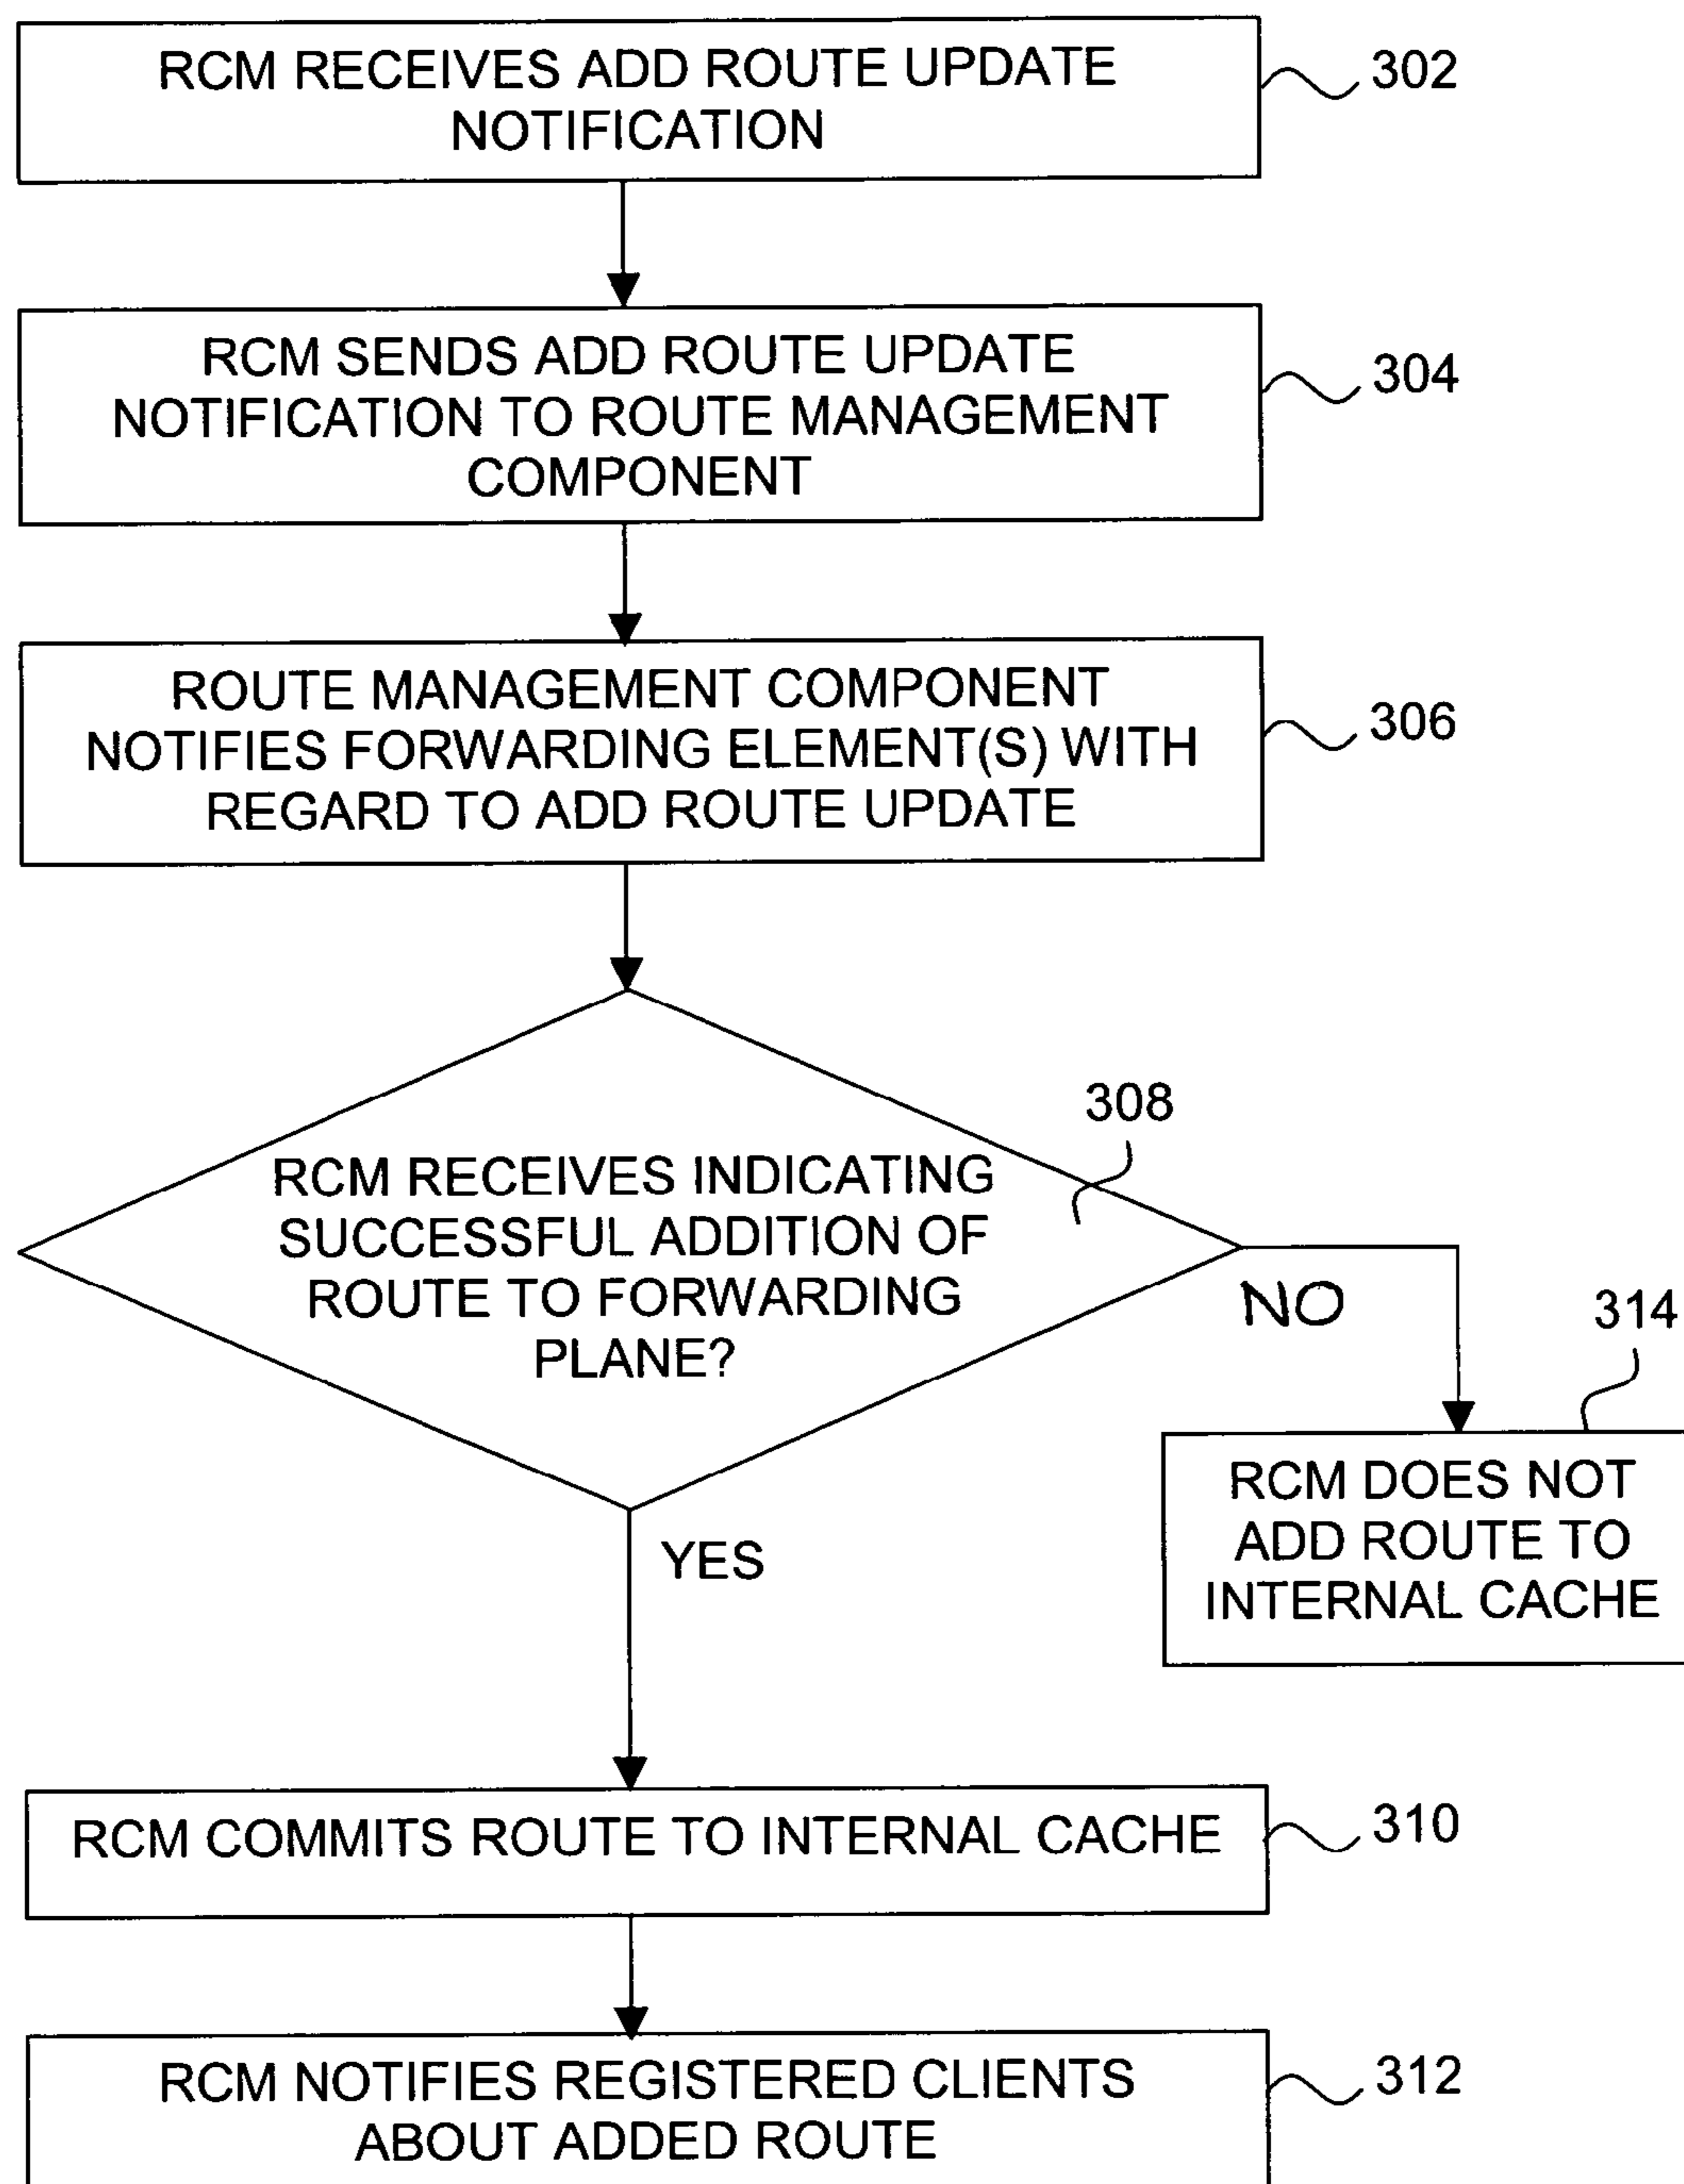 RCM RECEIVES ADD ROUTE UPDATE
NOTIFICATION
302
RCM SENDS ADD ROUTE UPDATE
NOTIFICATION TO ROUTE MANAGEMENT
COMPONENT
304
ROUTE MANAGEMENT COMPONENT
NOTIFIES FORWARDING ELEMENT(S) WITH
REGARD TO ADD ROUTE UPDATE
306
308
RCM RECEIVES INDICATING
SUCCESSFUL ADDITION OF
ROUTE TO FORWARDING
PLANE?
NO
314
RCM DOES NOT
ADD ROUTE TO
INTERNAL CACHE
YES
RCM COMMITS ROUTE TO INTERNAL CACHE
310
RCM NOTIFIES REGISTERED CLIENTS
ABOUT ADDED ROUTE
312